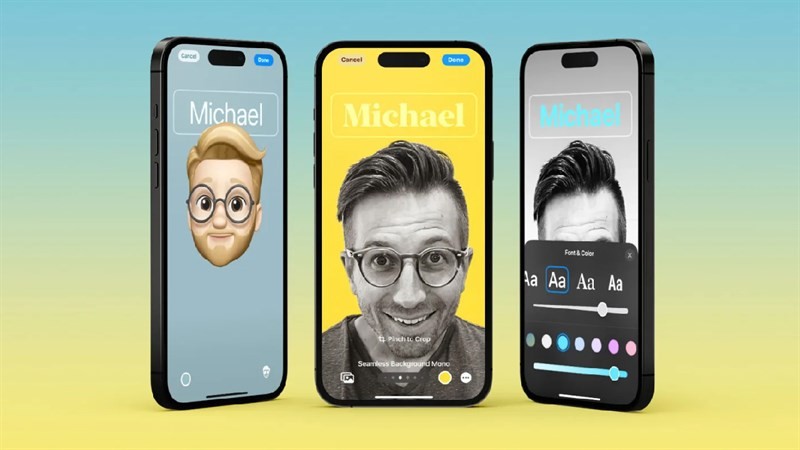 Cancel
Done
Michael
Cancel
Done
Michael
Pinch to Crop
Seamless Background Mono
Michael
Font & Color
Aa Aa Aa Aa